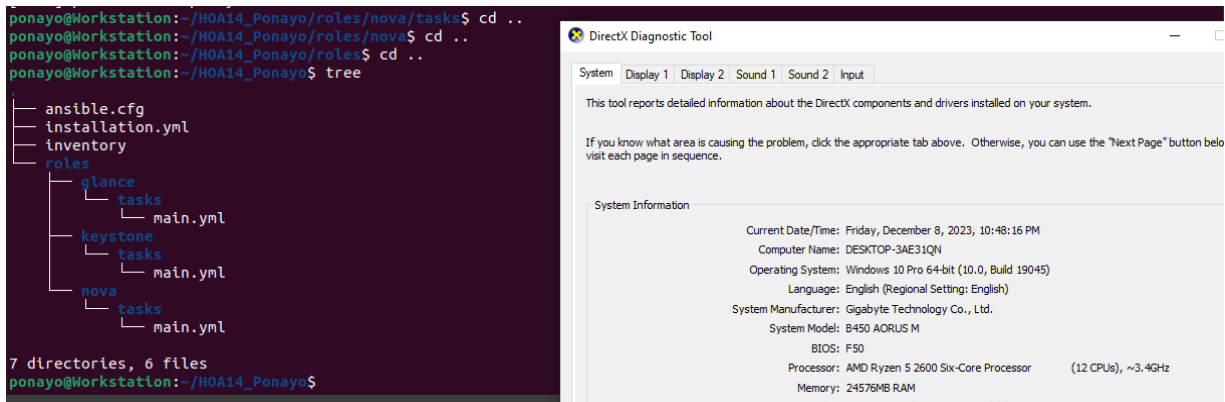 ponayo@Workstation:~/HOA14_Ponayo/roles/nova/tasks$ cd ..
ponayo@Workstation:~/HOA14_Ponayo/roles/nova$ cd ..
ponayo@Workstation:~/HOA14_Ponayo/roles$ cd ..
ponayo@Workstation:~/HOA14_Ponayo$ tree
.
├── ansible.cfg
├── installation.yml
├── inventory
└── roles
    ├── glance
    │   └── tasks
    │       └── main.yml
    ├── keystone
    │   └── tasks
    │       └── main.yml
    └── nova
        └── tasks
            └── main.yml
7 directories, 6 files
ponayo@Workstation:~/HOA14_Ponayo$
DirectX Diagnostic Tool
System Display 1 Display 2 Sound 1 Sound 2 Input
This tool reports detailed information about the DirectX components and drivers installed on your system.
If you know what area is causing the problem, click the appropriate tab above. Otherwise, you can use the "Next Page" button belo
visit each page in sequence.
System Information
Current Date/Time: Friday, December 8, 2023, 10:48:16 PM
Computer Name: DESKTOP-3AE31QN
Operating System: Windows 10 Pro 64-bit (10.0, Build 19045)
Language: English (Regional Setting: English)
System Manufacturer: Gigabyte Technology Co., Ltd.
System Model: B450 AORUS M
BIOS: F50
Processor: AMD Ryzen 5 2600 Six-Core Processor (12 CPUs), ~3.4GHz
Memory: 24576MB RAM